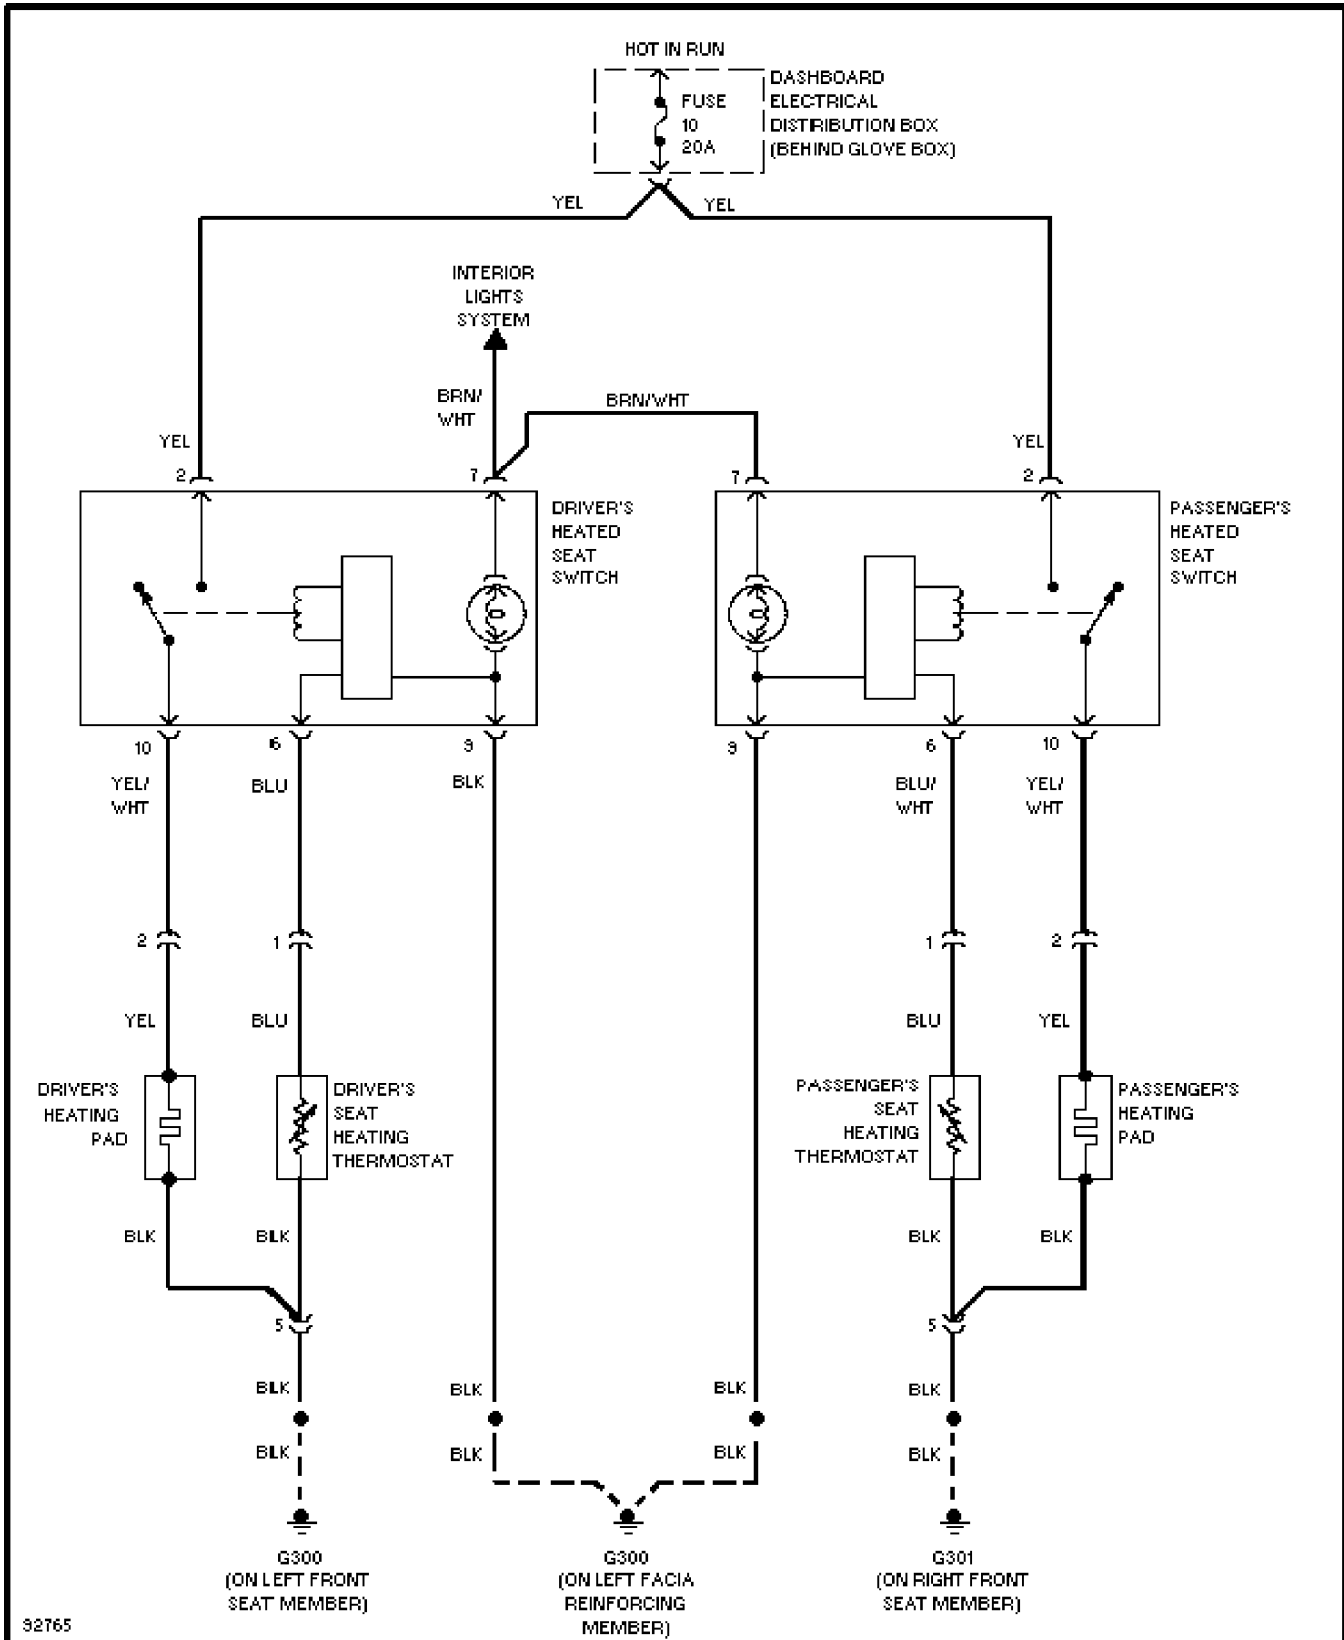 HOT IN RUN
FUSE
10
20A
DASHBOARD
ELECTRICAL
DISTRIBUTION BOX
(BEHIND GLOVE BOX)
YEL
YEL
INTERIOR
LIGHTS
SYSTEM
BRN/
WHT
BRN/WHT
YEL
YEL
2
7
7
2
DRIVER'S
HEATED
SEAT
SWITCH
PASSENGER'S
HEATED
SEAT
SWITCH
10
6
9
9
6
10
YEL/
WHT
BLU
BLK
BLU/
WHT
YEL/
WHT
2
1
1
2
YEL
BLU
BLU
YEL
DRIVER'S
HEATING
PAD
DRIVER'S
SEAT
HEATING
THERMOSTAT
PASSENGER'S
SEAT
HEATING
THERMOSTAT
PASSENGER'S
HEATING
PAD
BLK
BLK
BLK
BLK
5
5
BLK
BLK
BLK
BLK
BLK
BLK
BLK
BLK
G300
(ON LEFT FRONT
SEAT MEMBER)
G300
(ON LEFT FACIA
REINFORCING
MEMBER)
G301
(ON RIGHT FRONT
SEAT MEMBER)
92765